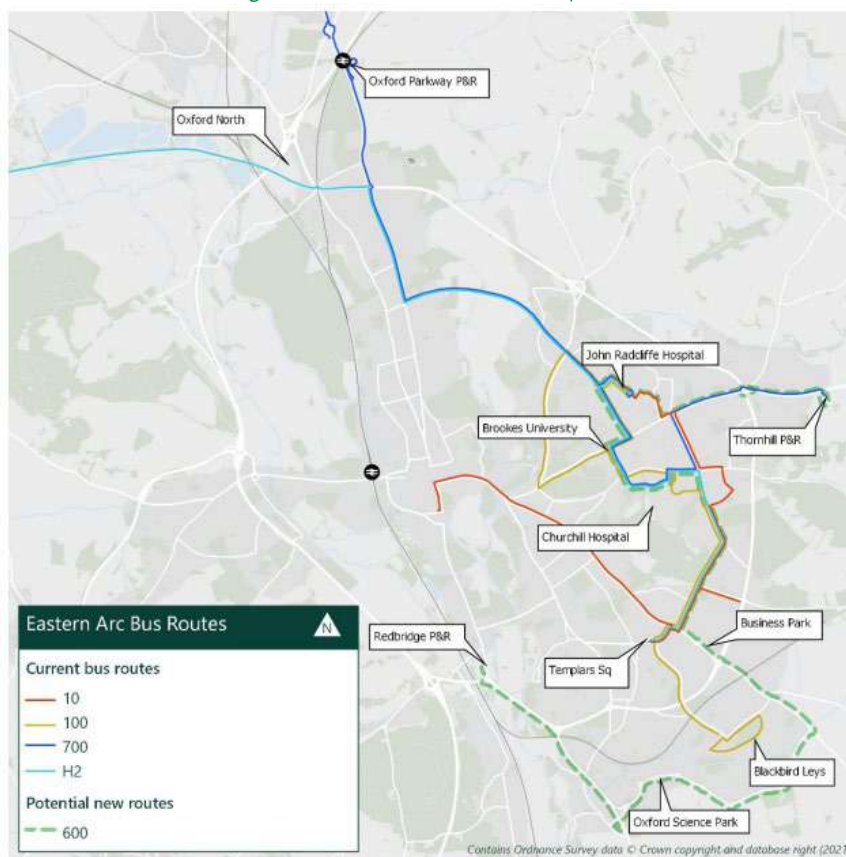 Oxford Parkway P&R
Oxford North
John Radcliffe Hospital
Brookes University
Thornhill P&R
Churchill Hospital
Business Park
Redbridge P&R
Templars Sq
Blackbird Leys
Oxford Science Park
Eastern Arc Bus Routes
N
Current bus routes
10
100
700
H2
Potential new routes
600
Contains Ordnance Survey data © Crown copyright and database right (2021